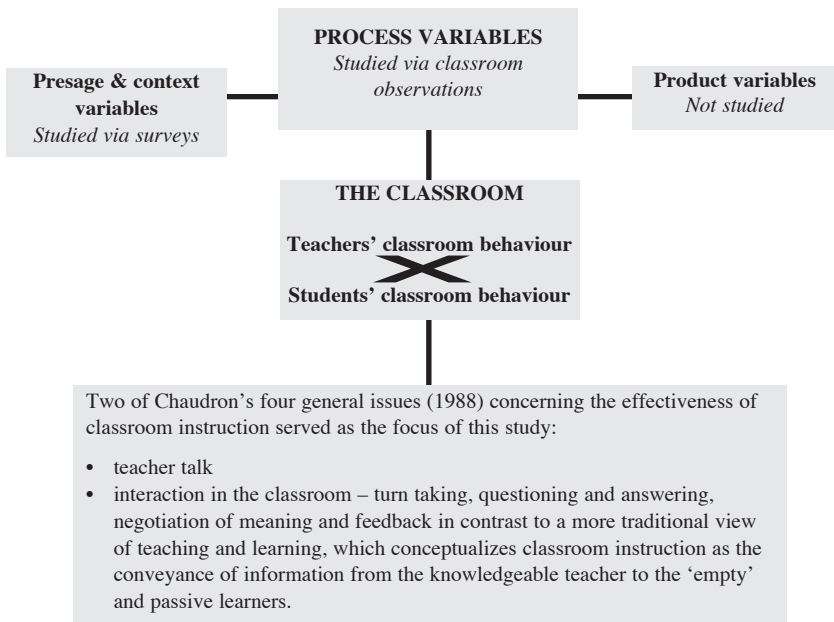 PROCESS VARIABLES
Studied via classroom
observations
Presage & context
variables
Studied via surveys
Product variables
Not studied
THE CLASSROOM
Teachers’ classroom behaviour
Students’ classroom behaviour
Two of Chaudron’s four general issues (1988) concerning the effectiveness of
classroom instruction served as the focus of this study:
• teacher talk
• interaction in the classroom – turn taking, questioning and answering,
negotiation of meaning and feedback in contrast to a more traditional view
of teaching and learning, which conceptualizes classroom instruction as the
conveyance of information from the knowledgeable teacher to the ‘empty’
and passive learners.